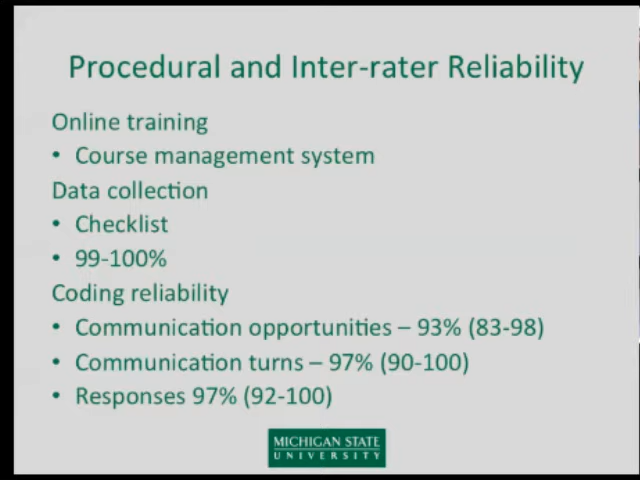 Procedural and Inter-rater Reliability
Online training
• Course management system
Data collection
• Checklist
• 99-100%
Coding reliability
• Communication opportunities – 93% (83-98)
• Communication turns – 97% (90-100)
• Responses 97% (92-100)
MICHIGAN STATE
UNIVERSITY